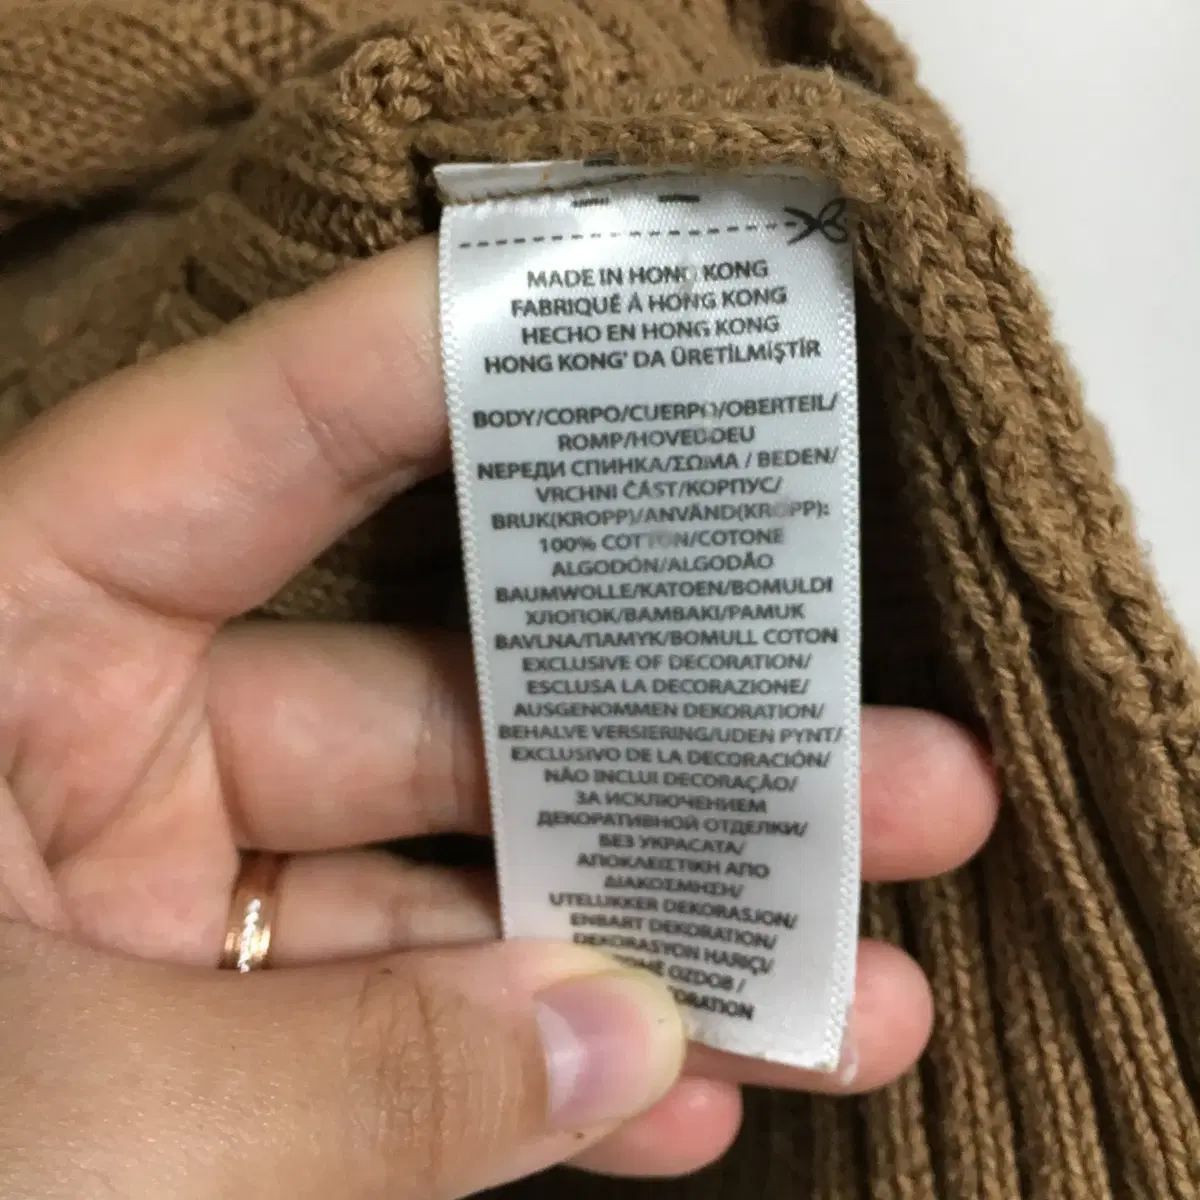 MADE IN HONG KONG
FABRIQUÉ À HONG KONG
HECHO EN HONG KONG
HONG KONG' DA ÜRETİLMİŞTİR
BODY/CORPO/CUERPO/OBERTEIL/
ROMP/HOVEDDEU
NЕРЕДИ СПИНКА/ΣΩMA / BEDEN/
VRCHNI ČÁST/КОРПУС/
BRUK(KROPP)/ANVÄND(KROPP):
100% COTTON/COTONE
ALGODÓN/ALGODÃO
BAUMWOLLE/KATOEN/BOMULDI
ХЛОПОК/BAMBAKI/PAMUK
BAVLNA/ПАМУК/BOMULL COTON
EXCLUSIVE OF DECORATION/
ESCLUSA LA DECORAZIONE/
AUSGENOMMEN DEKORATION/
BEHALVE VERSIERING/UDEN PYNT/
EXCLUSIVO DE LA DECORACIÓN/
NÃO INCLUI DECORAÇÃO/
ЗА ИСКЛЮЧЕНИЕМ
ДЕКОРАТИВНОЙ ОТДЕЛКИ/
БЕЗ УКРАСАТА/
ΑΠΟΚΛΕΙΣΤΙΚΗ ΑΠΟ
ΔΙΑΚΟΣΜΗΣΗ/
UTELUKKER DEKORASJON/
ENBART DEKORATION/
DEKORASYON HARIÇ/
OZDOB /